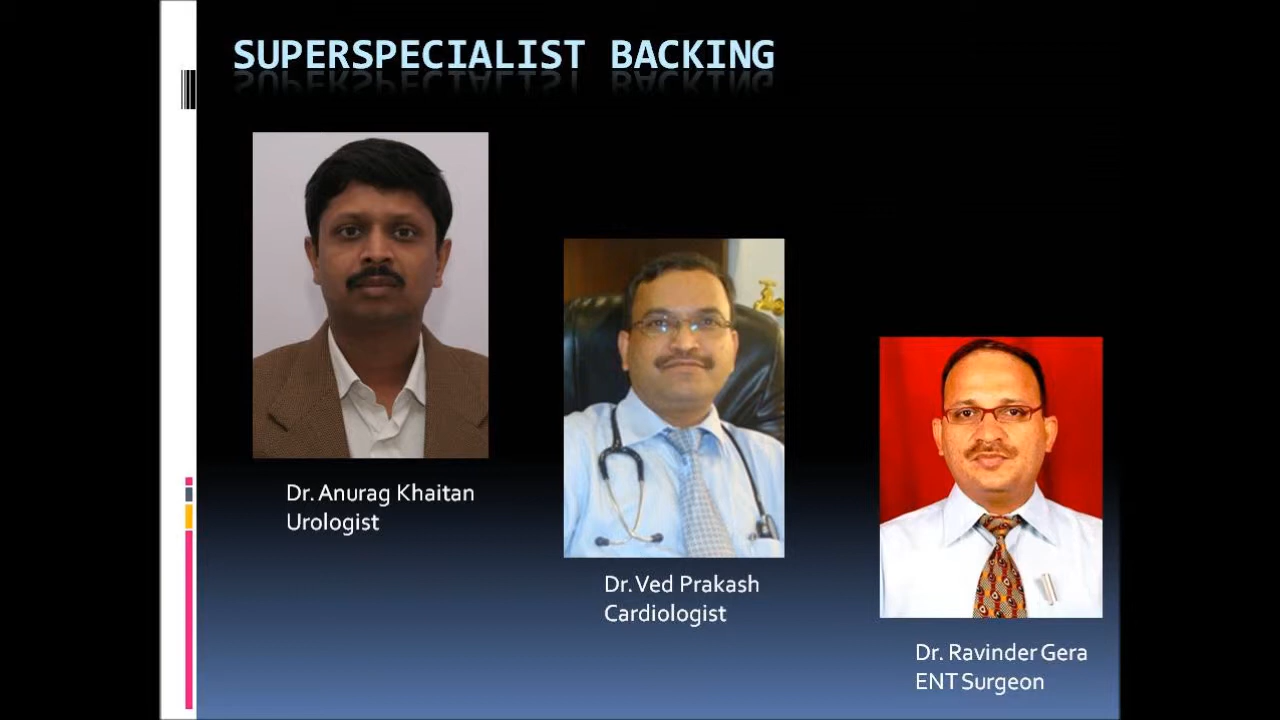 SUPERSPECIALIST BACKING
Dr. Anurag Khaitan
Urologist
Dr. Ved Prakash
Cardiologist
Dr. Ravinder Gera
ENT Surgeon